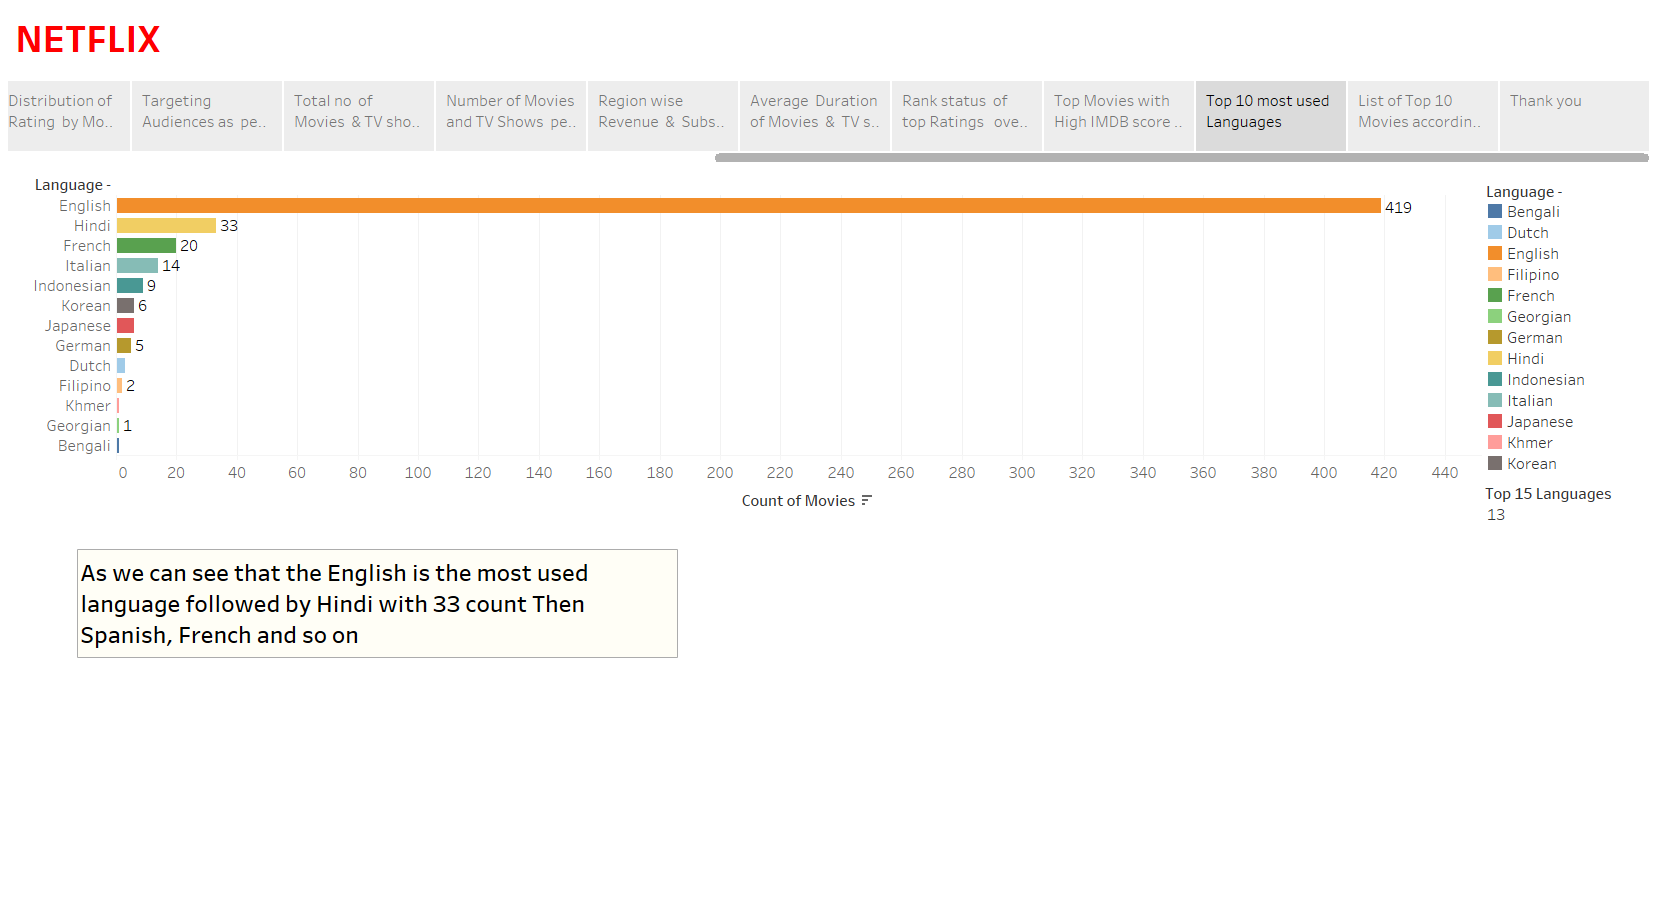 NETFLIX
Distribution of
Rating by Mo..
Targeting
Audiences as pe..
Total no of
Movies & TV sho..
Number of Movies
and TV Shows pe..
Region wise
Revenue & Subs..
Average Duration
of Movies & TV s..
Rank status of
top Ratings ove..
Top Movies with
High IMDB score ..
Top 10 most used
Languages
List of Top 10
Movies accordin..
Thank you
Language -
English 419
Hindi 33
French 20
Italian 14
Indonesian 9
Korean 6
Japanese
German 5
Dutch
Filipino 2
Khmer
Georgian 1
Bengali
0 20 40 60 80 100 120 140 160 180 200 220 240 260 280 300 320 340 360 380 400 420 440
Count of Movies
Language -
Bengali
Dutch
English
Filipino
French
Georgian
German
Hindi
Indonesian
Italian
Japanese
Khmer
Korean
Top 15 Languages
13
As we can see that the English is the most used
language followed by Hindi with 33 count Then
Spanish, French and so on